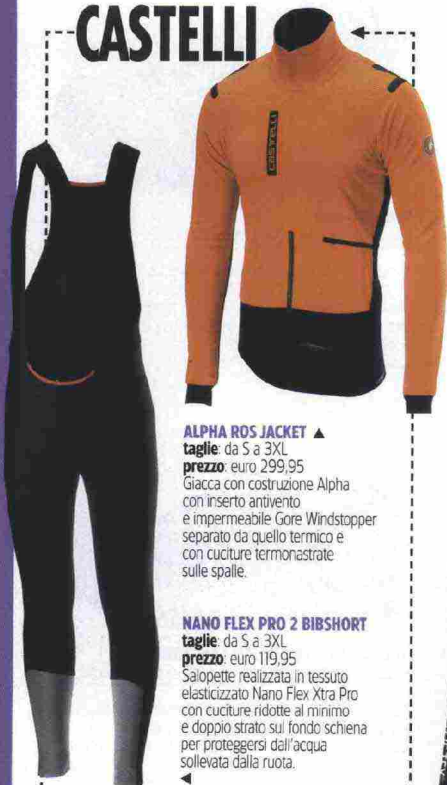 CASTELLI
CASTELLI
ALPHA ROS JACKET ▲
taglie: da S a 3XL
prezzo: euro 299,95
Giacca con costruzione Alpha
con inserto antivento
e impermeabile Gore Windstopper
separato da quello termico e
con cuciture termonastrate
sulle spalle.
NANO FLEX PRO 2 BIBSHORT
taglie: da S a 3XL
prezzo: euro 119,95
Salopette realizzata in tessuto
elasticizzato Nano Flex Xtra Pro
con cuciture ridotte al minimo
e doppio strato sul fondo schiena
per proteggersi dall'acqua
sollevata dalla ruota.